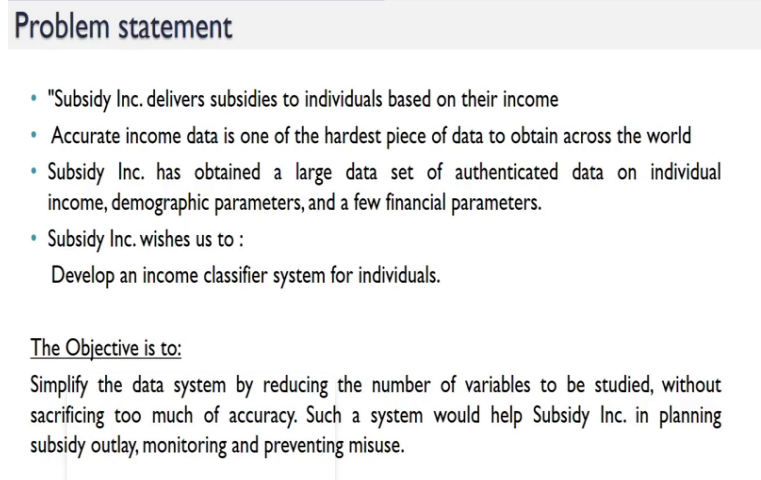 Problem statement
• "Subsidy Inc. delivers subsidies to individuals based on their income
• Accurate income data is one of the hardest piece of data to obtain across the world
• Subsidy Inc. has obtained a large data set of authenticated data on individual
income, demographic parameters, and a few financial parameters.
• Subsidy Inc. wishes us to :
Develop an income classifier system for individuals.
The Objective is to:
Simplify the data system by reducing the number of variables to be studied, without
sacrificing too much of accuracy. Such a system would help Subsidy Inc. in planning
subsidy outlay, monitoring and preventing misuse.